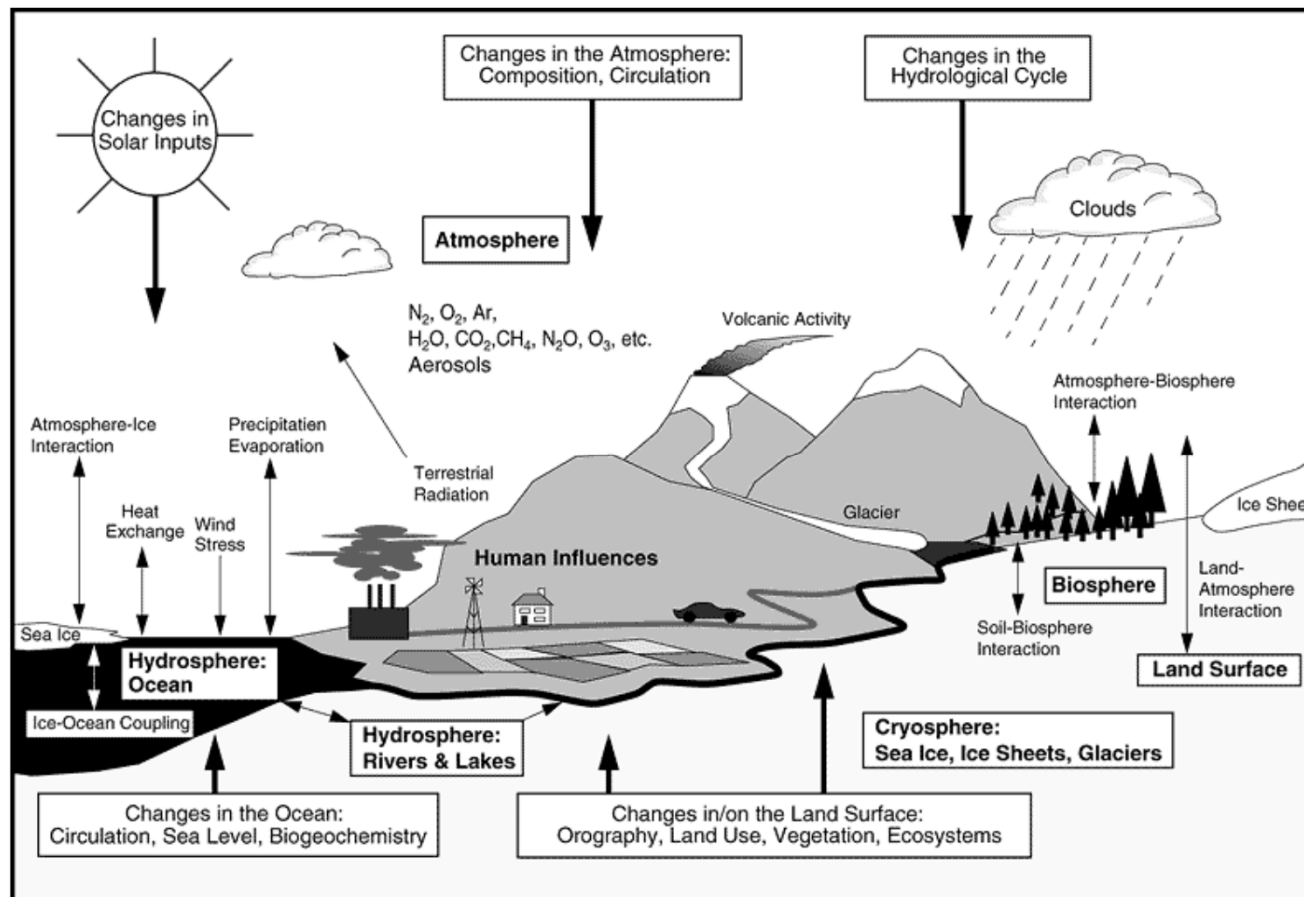 Changes in the Atmosphere:
Composition, Circulation
Changes in the
Hydrological Cycle
Changes in
Solar Inputs
Clouds
Atmosphere
N₂, O₂, Ar,
H₂O, CO₂,CH₄, N₂O, O₃, etc.
Aerosols
Volcanic Activity
Atmosphere-Ice
Interaction
Precipitation
Evaporation
Terrestrial
Radiation
Atmosphere-Biosphere
Interaction
Heat
Exchange
Wind
Stress
Glacier
Ice Sheet
Human Influences
Land-
Atmosphere
Interaction
Biosphere
Soil-Biosphere
Interaction
Sea Ice
Hydrosphere:
Ocean
Land Surface
Ice-Ocean Coupling
Hydrosphere:
Rivers & Lakes
Cryosphere:
Sea Ice, Ice Sheets, Glaciers
Changes in the Ocean:
Circulation, Sea Level, Biogeochemistry
Changes in/on the Land Surface:
Orography, Land Use, Vegetation, Ecosystems